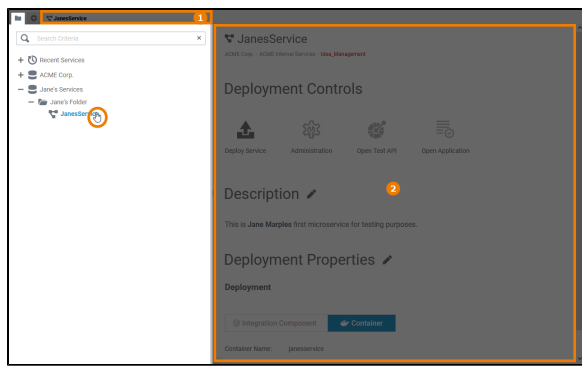 JanesService 1
Search Criteria ×
Recent Services
ACME Corp.
Jane's Services
Jane's Folder
JanesService
JanesService
ACME Corp. › ACME Internal Services › Idea_Management
Deployment Controls
Deploy Service Administration Open Test API Open Application
2
Description
This is Jane Marples first microservice for testing purposes.
Deployment Properties
Deployment
Integration Component Container
Container Name: janesservice